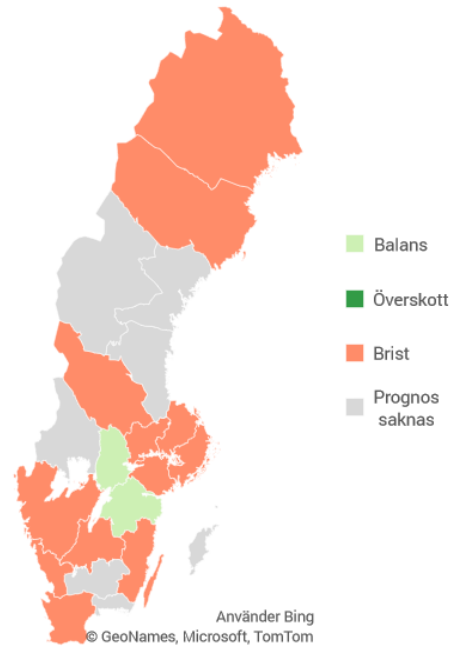 Balans
Överskott
Brist
Prognos
saknas
Använder Bing
© GeoNames, Microsoft, TomTom